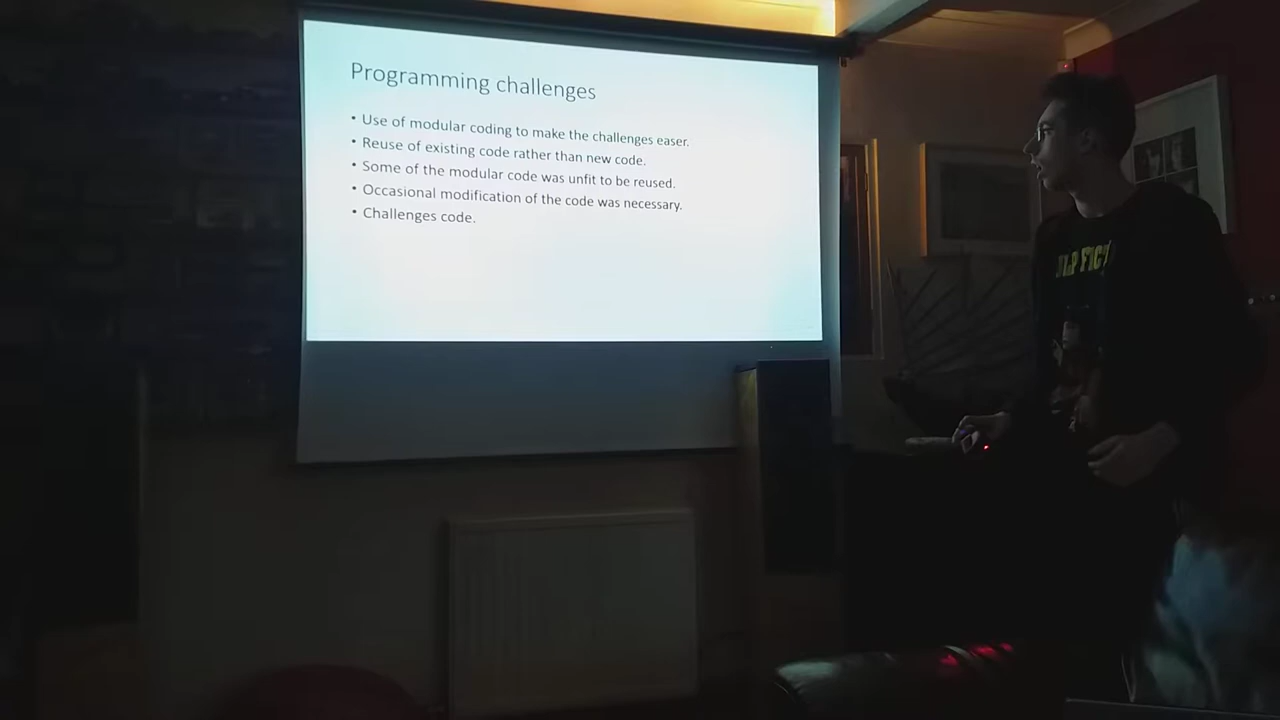 Programming challenges
• Use of modular coding to make the challenges easer.
• Reuse of existing code rather than new code.
• Some of the modular code was unfit to be reused.
• Occasional modification of the code was necessary.
• Challenges code.